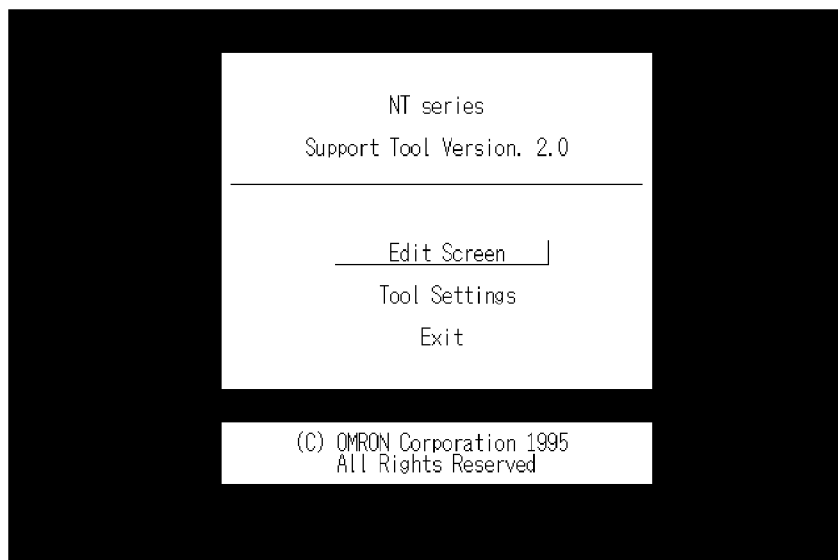 NT series
Support Tool Version. 2.0
Edit Screen
Tool Settings
Exit
(C) OMRON Corporation 1995
All Rights Reserved